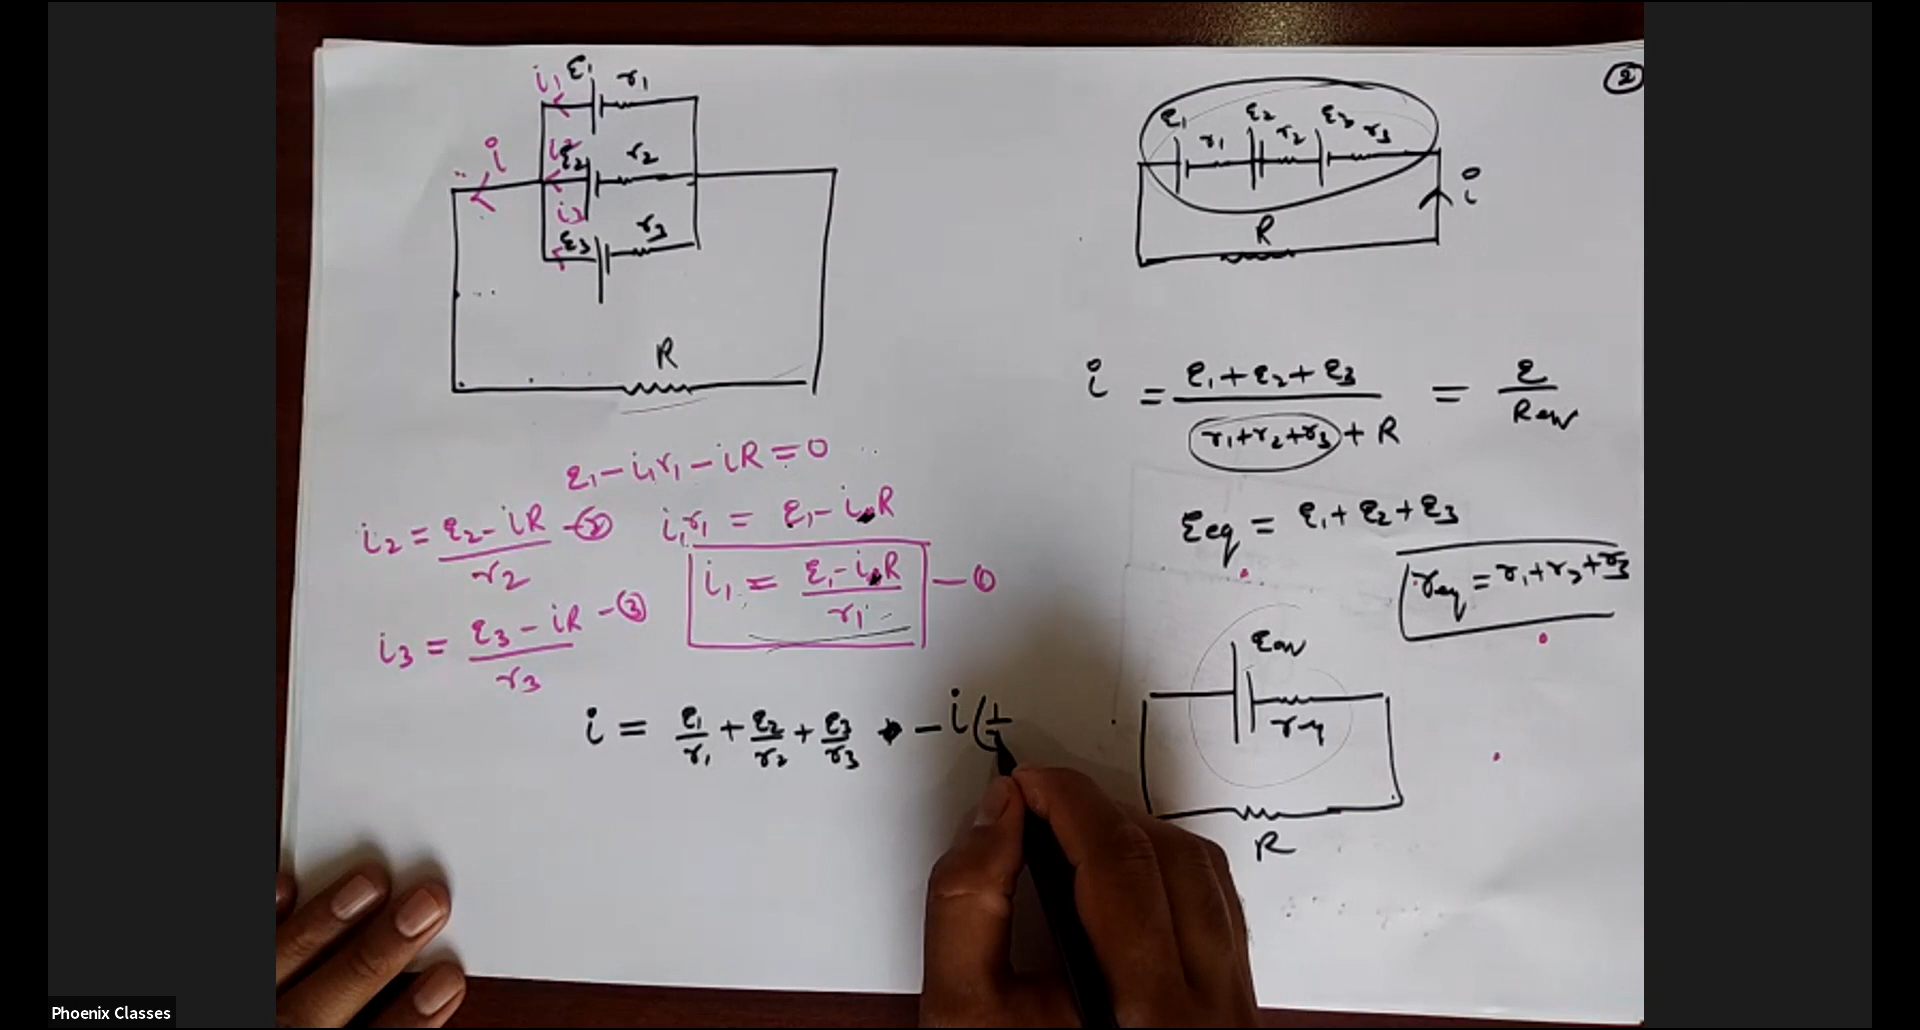 i₁ ε₁ r₁
i i₂ ε₂ r₂
i₃ ε₃ r₃
R
ε₁ - i₁r₁ - iR = 0
i₁r₁ = ε₁ - iR
i₂ = ε₂ - iR / r₂ - ②
i₁ = ε₁ - iR / r₁ - ①
i₃ = ε₃ - iR / r₃ - ③
i = ε₁/r₁ + ε₂/r₂ + ε₃/r₃ - i(1/
②
ε₁ r₁ ε₂ r₂ ε₃ r₃
i
R
i = ε₁ + ε₂ + ε₃ / r₁ + r₂ + r₃ + R = ε / Req
εeq = ε₁ + ε₂ + ε₃
req = r₁ + r₂ + r₃
εeq
req
R
Phoenix Classes